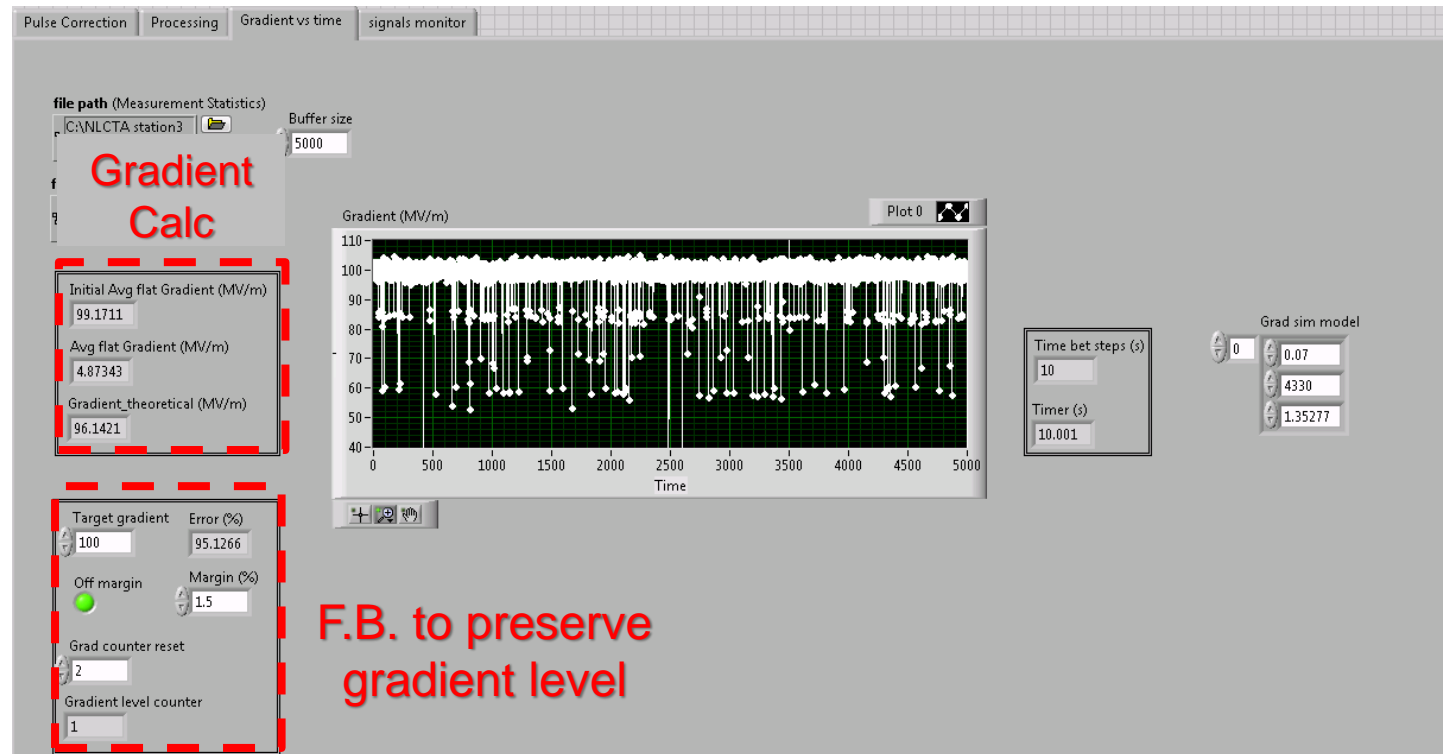 Pulse Correction Processing Gradient vs time signals monitor
file path (Measurement Statistics)
C:\NLCTA station3
Buffer size
5000
Gradient
Calc
Initial Avg flat Gradient (MV/m)
99.1711
Avg flat Gradient (MV/m)
4.87343
Gradient_theoretical (MV/m)
96.1421
Gradient (MV/m)
Plot 0
110
100
90
80
70
60
50
40
0 500 1000 1500 2000 2500 3000 3500 4000 4500 5000
Time
Time bet steps (s)
10
Timer (s)
10.001
Grad sim model
0 0.07
4330
1.35277
Target gradient Error (%)
100 95.1266
Off margin Margin (%)
1.5
Grad counter reset
2
Gradient level counter
1
F.B. to preserve
gradient level